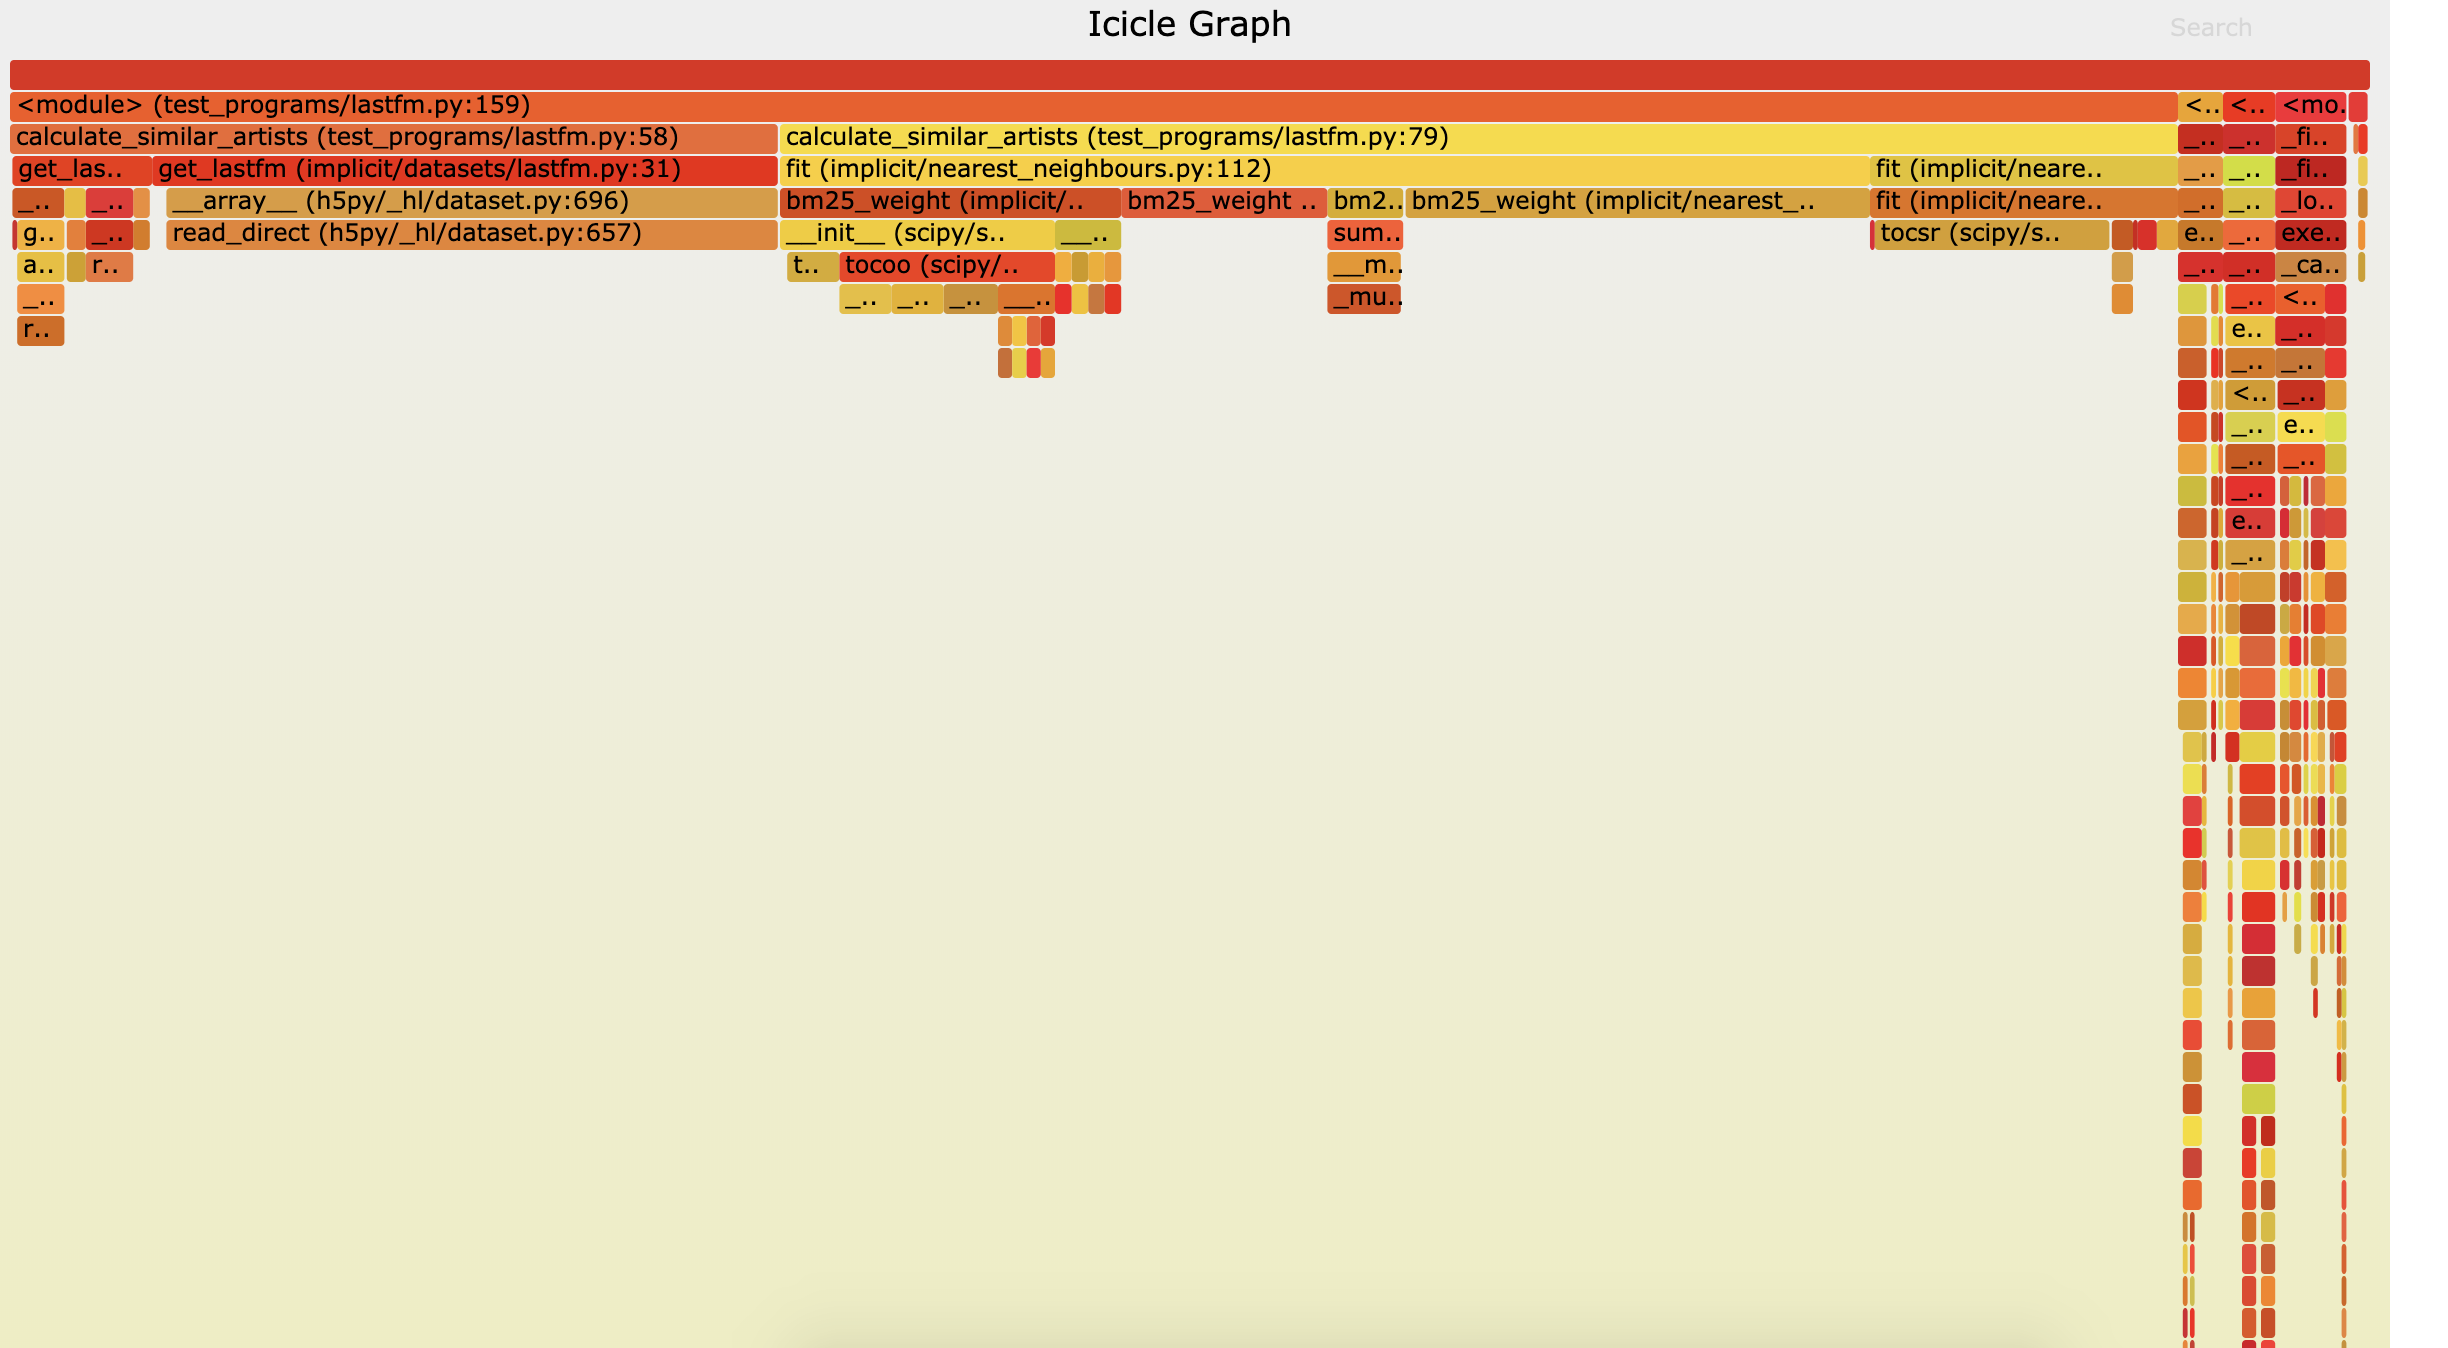 Icicle Graph
Search
<module> (test_programs/lastfm.py:159) <.. <.. <mo..
calculate_similar_artists (test_programs/lastfm.py:58) calculate_similar_artists (test_programs/lastfm.py:79) _.. _.. _fi..
get_las.. get_lastfm (implicit/datasets/lastfm.py:31) fit (implicit/nearest_neighbours.py:112) fit (implicit/neare.. _.. _.. _fi..
_.. _.. __array__ (h5py/_hl/dataset.py:696) bm25_weight (implicit/.. bm25_weight .. bm2.. bm25_weight (implicit/nearest_.. fit (implicit/neare.. _.. _.. _lo..
g.. _.. read_direct (h5py/_hl/dataset.py:657) __init__ (scipy/s.. __.. sum.. tocsr (scipy/s.. e.. _.. exe..
a.. r.. t.. tocoo (scipy/.. __m.. _.. _.. _ca..
_.. _.. _.. _.. __.. _mu.. _.. <..
r.. e.. _..
_.. _..
<.. _..
_.. e..
_.. _..
_..
e..
_..